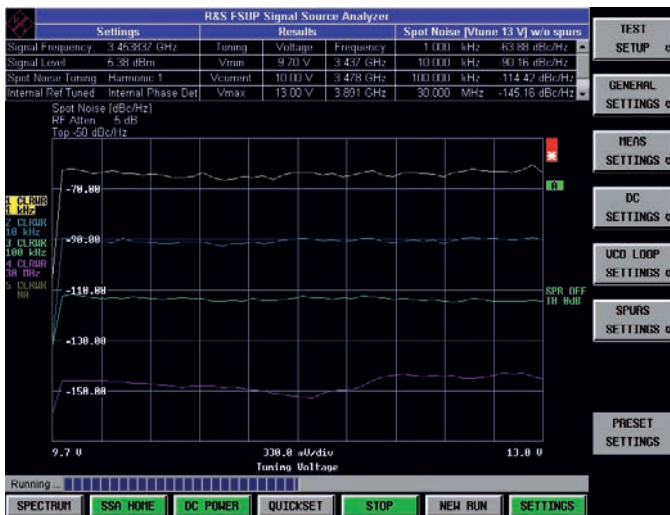 R&S FSUP Signal Source Analyzer
Settings Results Spot Noise [Vtune 13 V] w/o spurs
Signal Frequency 3.463837 GHz Tuning Voltage Frequency 1.000 kHz -63.88 dBc/Hz
Signal Level 6.38 dBm Vmin 9.70 V 3.437 GHz 10.000 kHz -90.16 dBc/Hz
Spot Noise Tuning Harmonic 1 Vcurrent 10.00 V 3.478 GHz 100.000 kHz -114.42 dBc/Hz
Internal Ref Tuned Internal Phase Det Vmax 13.00 V 3.891 GHz 30.000 MHz -145.16 dBc/Hz
Spot Noise [dBc/Hz]
RF Atten 5 dB
Top -50 dBc/Hz
A
-70.00
1 CLRWR
1 kHz
2 CLRWR
10 kHz
3 CLRWR
100 kHz
4 CLRWR
30 MHz
5 CLRWR
NA
-90.00
-110.00
SPR OFF
TH 0dB
-130.00
-150.00
9.7 V 330.0 mV/div 13.0 V
Tuning Voltage
Running ...
SPECTRUM SSA HOME DC POWER QUICKSET STOP NEW RUN SETTINGS
TEST
SETUP
GENERAL
SETTINGS
MEAS
SETTINGS
DC
SETTINGS
VCO LOOP
SETTINGS
SPURS
SETTINGS
PRESET
SETTINGS